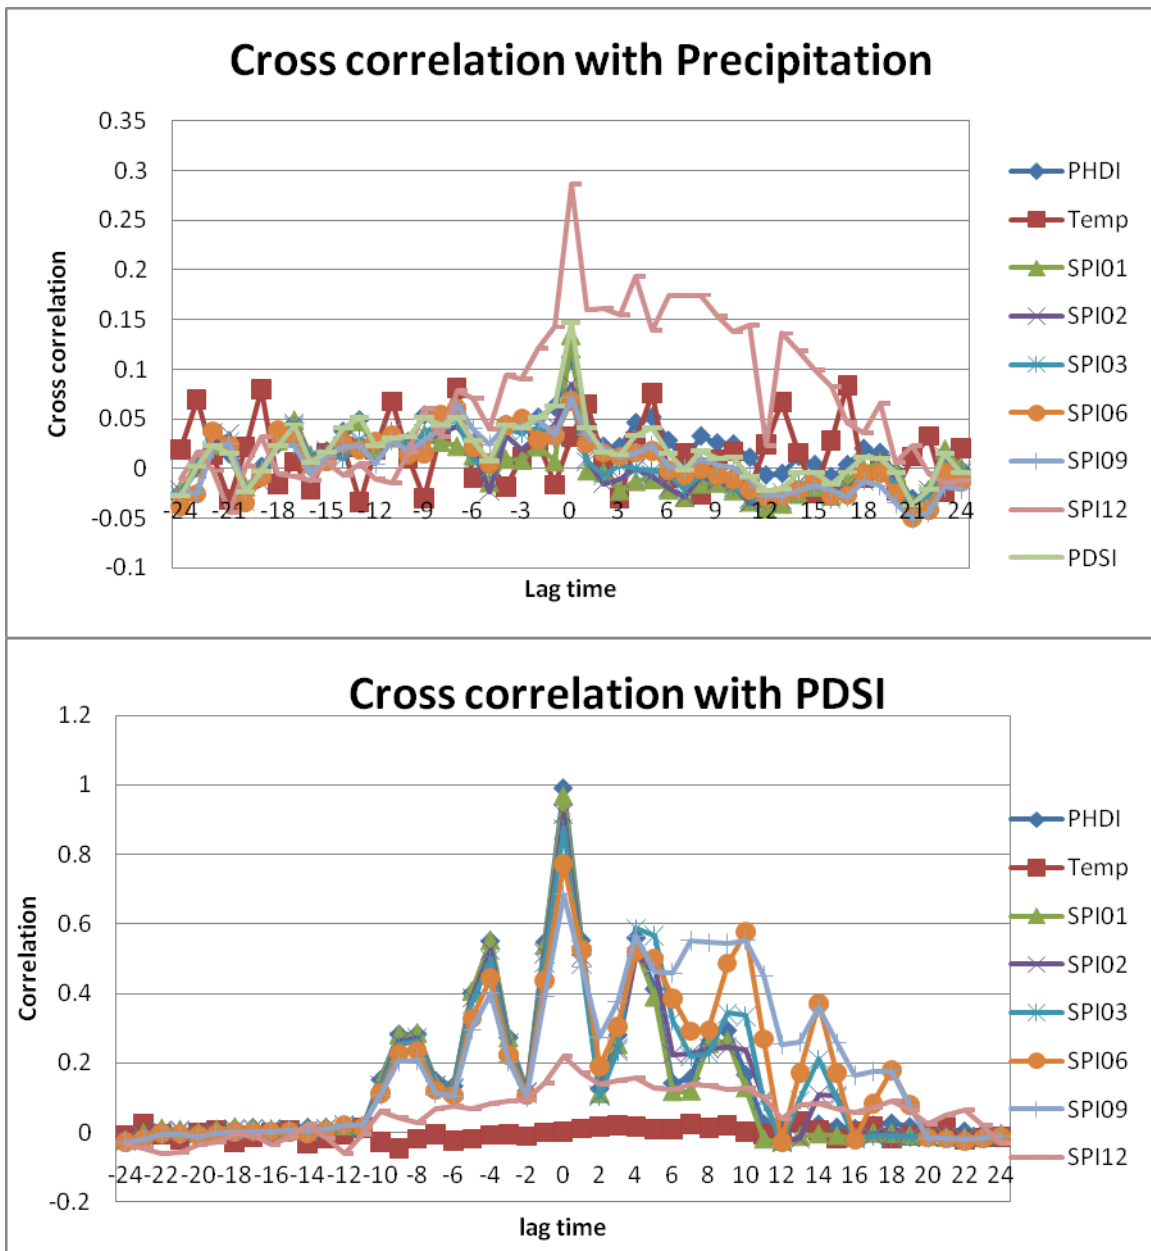 Cross correlation with Precipitation
0.35
0.3
0.25
0.2
0.15
0.1
0.05
0
-0.05
-0.1
Cross correlation
-24 -21 -18 -15 -12 -9 -6 -3 0 3 6 9 12 15 18 21 24
Lag time
PHDI
Temp
SPI01
SPI02
SPI03
SPI06
SPI09
SPI12
PDSI
Cross correlation with PDSI
1.2
1
0.8
0.6
0.4
0.2
0
-0.2
Correlation
-24 -22 -20 -18 -16 -14 -12 -10 -8 -6 -4 -2 0 2 4 6 8 10 12 14 16 18 20 22 24
lag time
PHDI
Temp
SPI01
SPI02
SPI03
SPI06
SPI09
SPI12